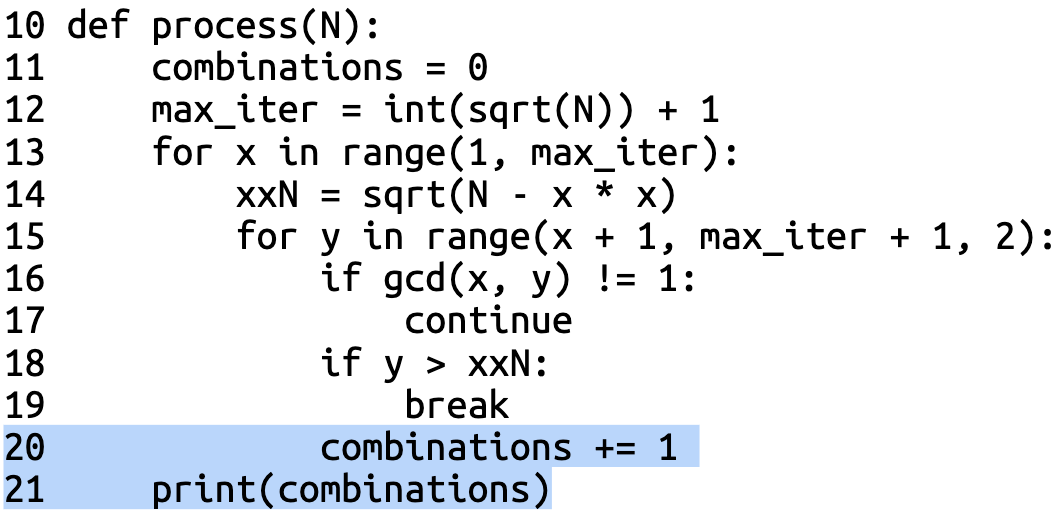 10 def process(N):
11     combinations = 0
12     max_iter = int(sqrt(N)) + 1
13     for x in range(1, max_iter):
14         xxN = sqrt(N - x * x)
15         for y in range(x + 1, max_iter + 1, 2):
16             if gcd(x, y) != 1:
17                 continue
18             if y > xxN:
19                 break
20             combinations += 1
21     print(combinations)